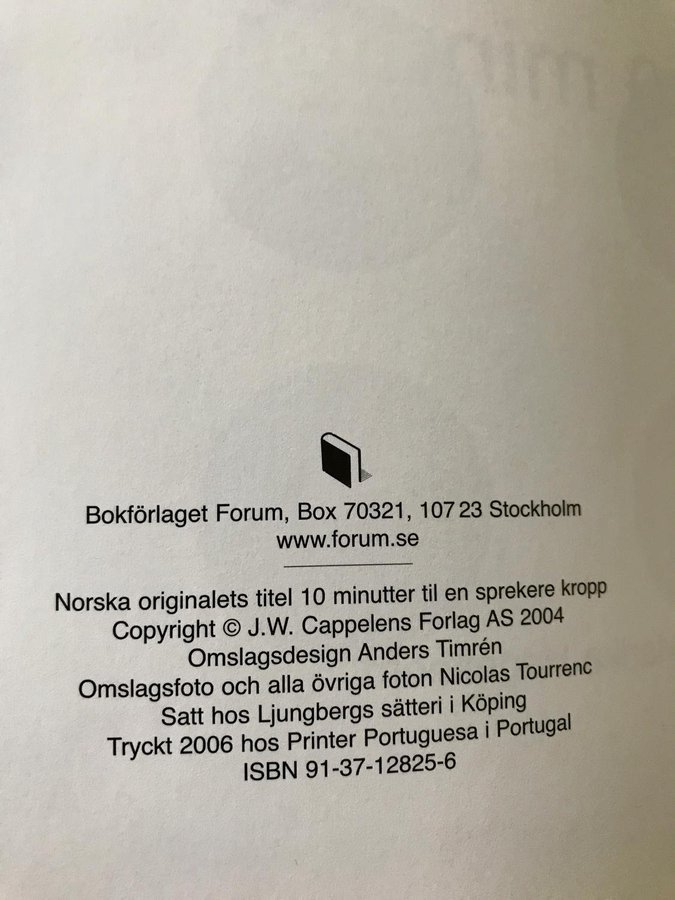 Bokförlaget Forum, Box 70321, 107 23 Stockholm
www.forum.se
Norska originalets titel 10 minutter til en sprekere kropp
Copyright © J.W. Cappelens Forlag AS 2004
Omslagsdesign Anders Timrén
Omslagsfoto och alla övriga foton Nicolas Tourrenc
Satt hos Ljungbergs sätteri i Köping
Tryckt 2006 hos Printer Portuguesa i Portugal
ISBN 91-37-12825-6